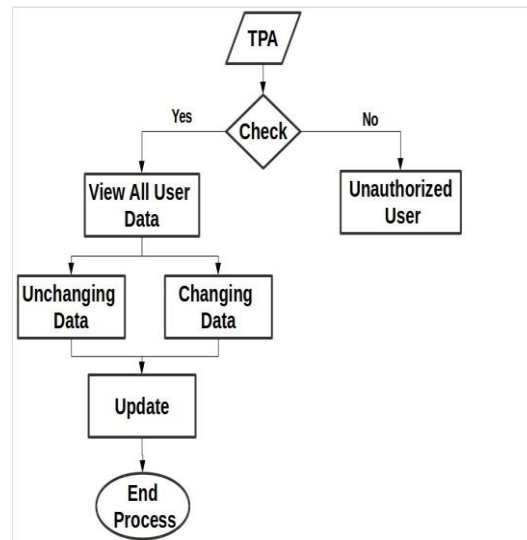 TPA
Check
Yes
No
View All User
Data
Unauthorized
User
Unchanging
Data
Changing
Data
Update
End
Process